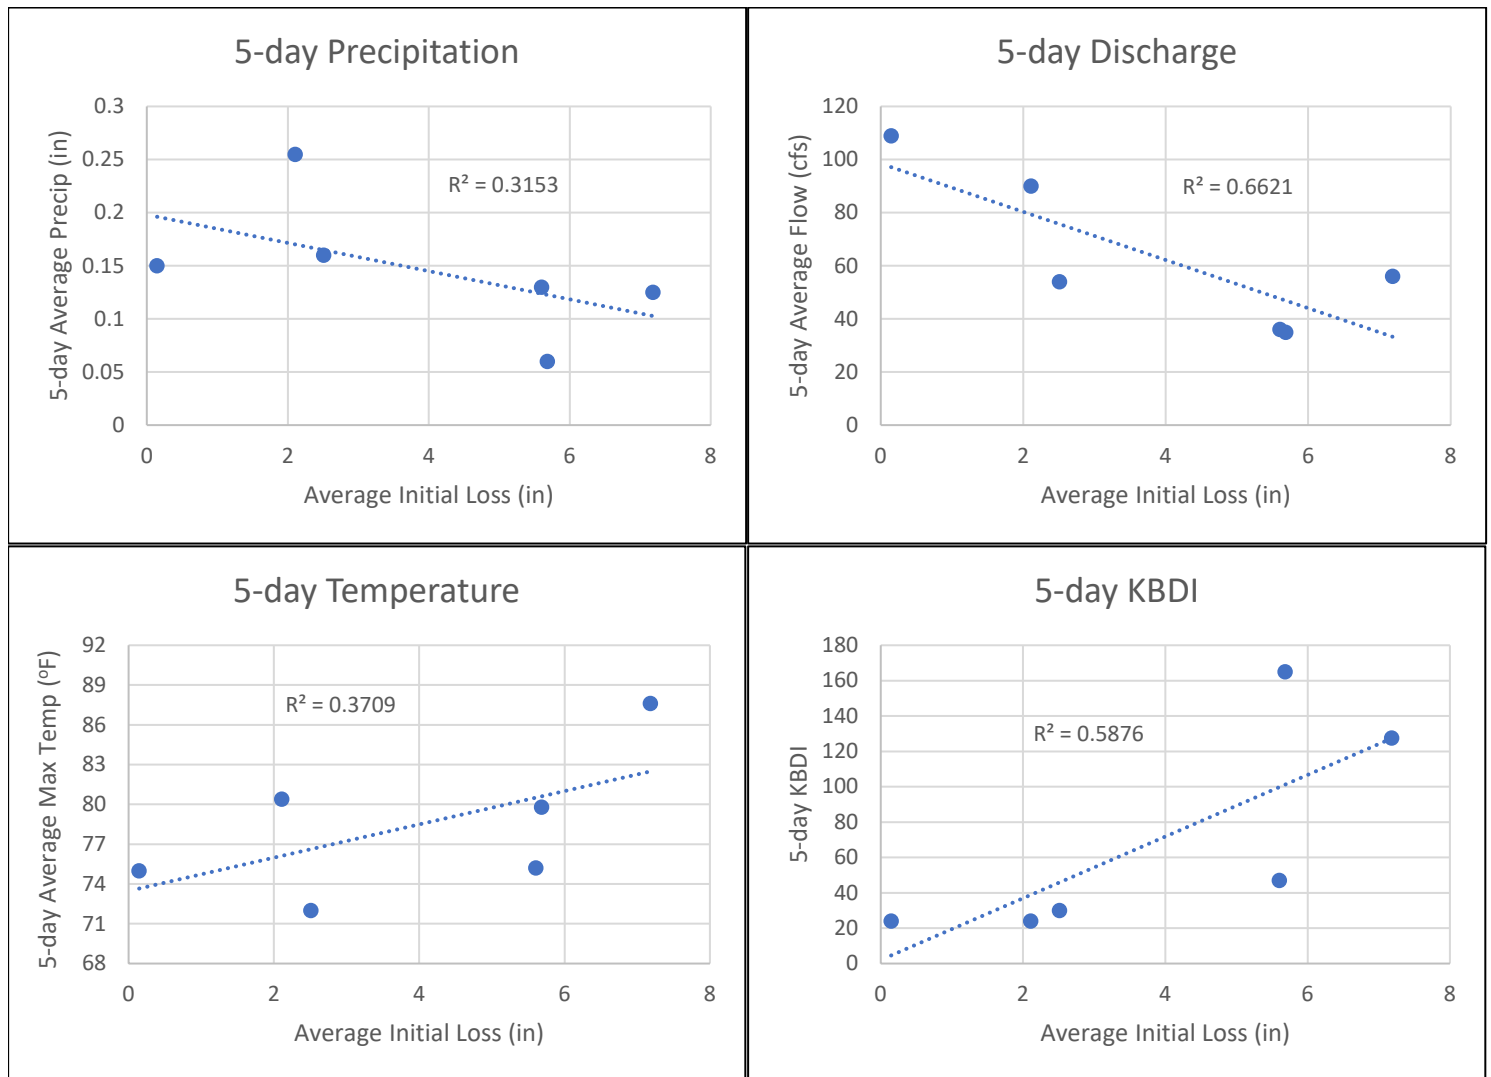 5-day Precipitation
5-day Average Precip (in)
0.3
0.25
0.2
0.15
0.1
0.05
0
R² = 0.3153
0 2 4 6 8
Average Initial Loss (in)
5-day Discharge
5-day Average Flow (cfs)
120
100
80
60
40
20
0
R² = 0.6621
0 2 4 6 8
Average Initial Loss (in)
5-day Temperature
5-day Average Max Temp (ºF)
92
89
86
83
80
77
74
71
68
R² = 0.3709
0 2 4 6 8
Average Initial Loss (in)
5-day KBDI
5-day KBDI
180
160
140
120
100
80
60
40
20
0
R² = 0.5876
0 2 4 6 8
Average Initial Loss (in)